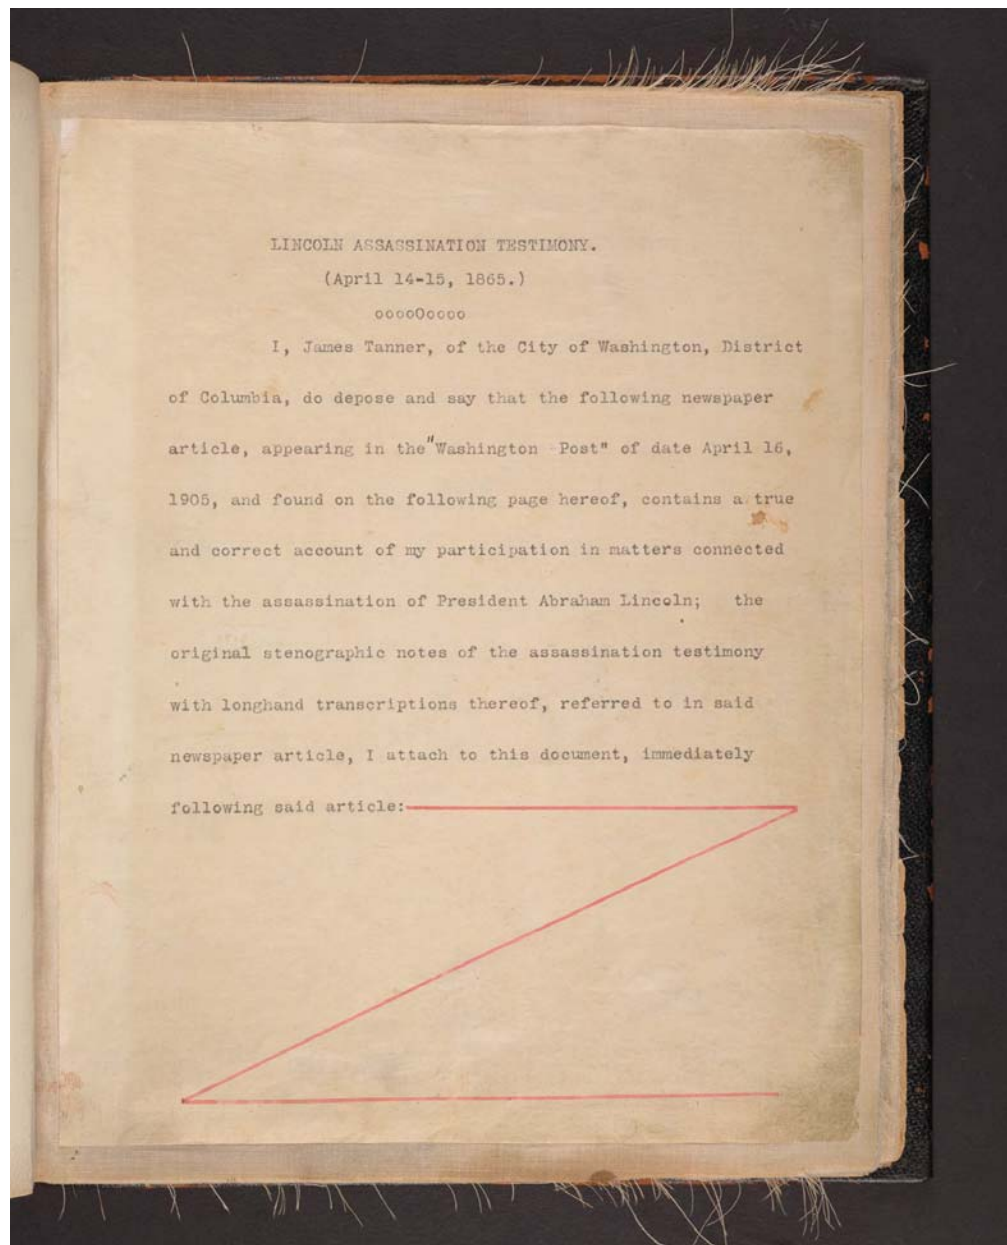 LINCOLN ASSASSINATION TESTIMONY.
(April 14-15, 1865.)
ooooOoooo
I, James Tanner, of the City of Washington, District
of Columbia, do depose and say that the following newspaper
article, appearing in the "Washington Post" of date April 16,
1905, and found on the following page hereof, contains a true
and correct account of my participation in matters connected
with the assassination of President Abraham Lincoln; the
original stenographic notes of the assassination testimony
with longhand transcriptions thereof, referred to in said
newspaper article, I attach to this document, immediately
following said article: